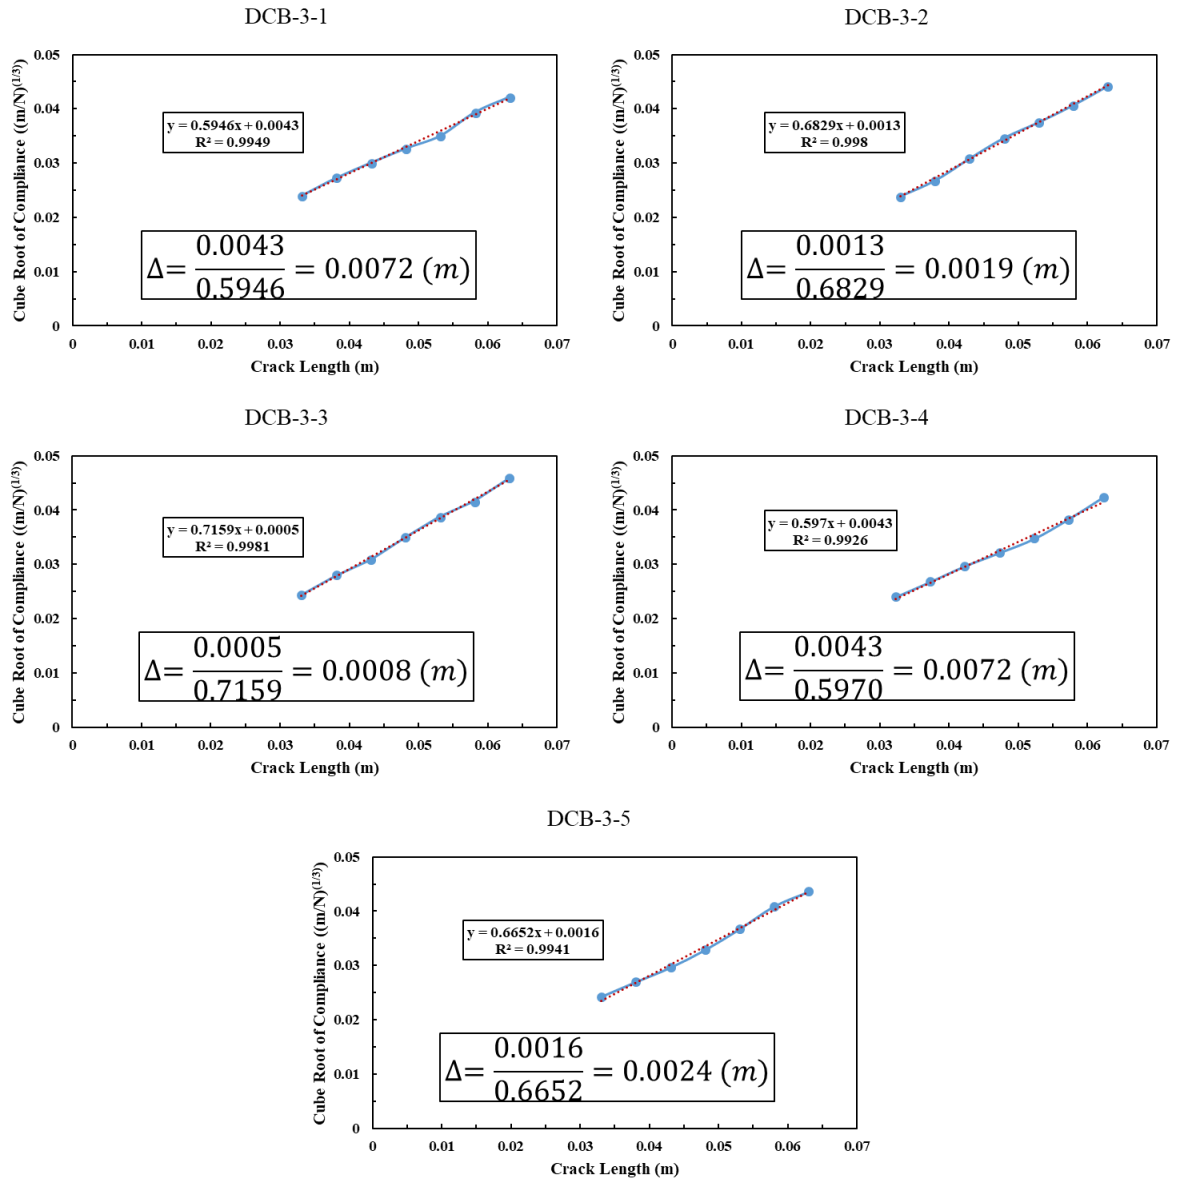 DCB-3-1
Cube Root of Compliance ((m/N)^(1/3))
0.05
0.04
0.03
0.02
0.01
0
y = 0.5946x + 0.0043
R² = 0.9949
Δ= 0.0043/0.5946 = 0.0072 (m)
0 0.01 0.02 0.03 0.04 0.05 0.06 0.07
Crack Length (m)
DCB-3-2
Cube Root of Compliance ((m/N)^(1/3))
0.05
0.04
0.03
0.02
0.01
0
y = 0.6829x + 0.0013
R² = 0.998
Δ= 0.0013/0.6829 = 0.0019 (m)
0 0.01 0.02 0.03 0.04 0.05 0.06 0.07
Crack Length (m)
DCB-3-3
Cube Root of Compliance ((m/N)^(1/3))
0.05
0.04
0.03
0.02
0.01
0
y = 0.7159x + 0.0005
R² = 0.9981
Δ= 0.0005/0.7159 = 0.0008 (m)
0 0.01 0.02 0.03 0.04 0.05 0.06 0.07
Crack Length (m)
DCB-3-4
Cube Root of Compliance ((m/N)^(1/3))
0.05
0.04
0.03
0.02
0.01
0
y = 0.597x + 0.0043
R² = 0.9926
Δ= 0.0043/0.5970 = 0.0072 (m)
0 0.01 0.02 0.03 0.04 0.05 0.06 0.07
Crack Length (m)
DCB-3-5
Cube Root of Compliance ((m/N)^(1/3))
0.05
0.04
0.03
0.02
0.01
0
y = 0.6652x + 0.0016
R² = 0.9941
Δ= 0.0016/0.6652 = 0.0024 (m)
0 0.01 0.02 0.03 0.04 0.05 0.06 0.07
Crack Length (m)